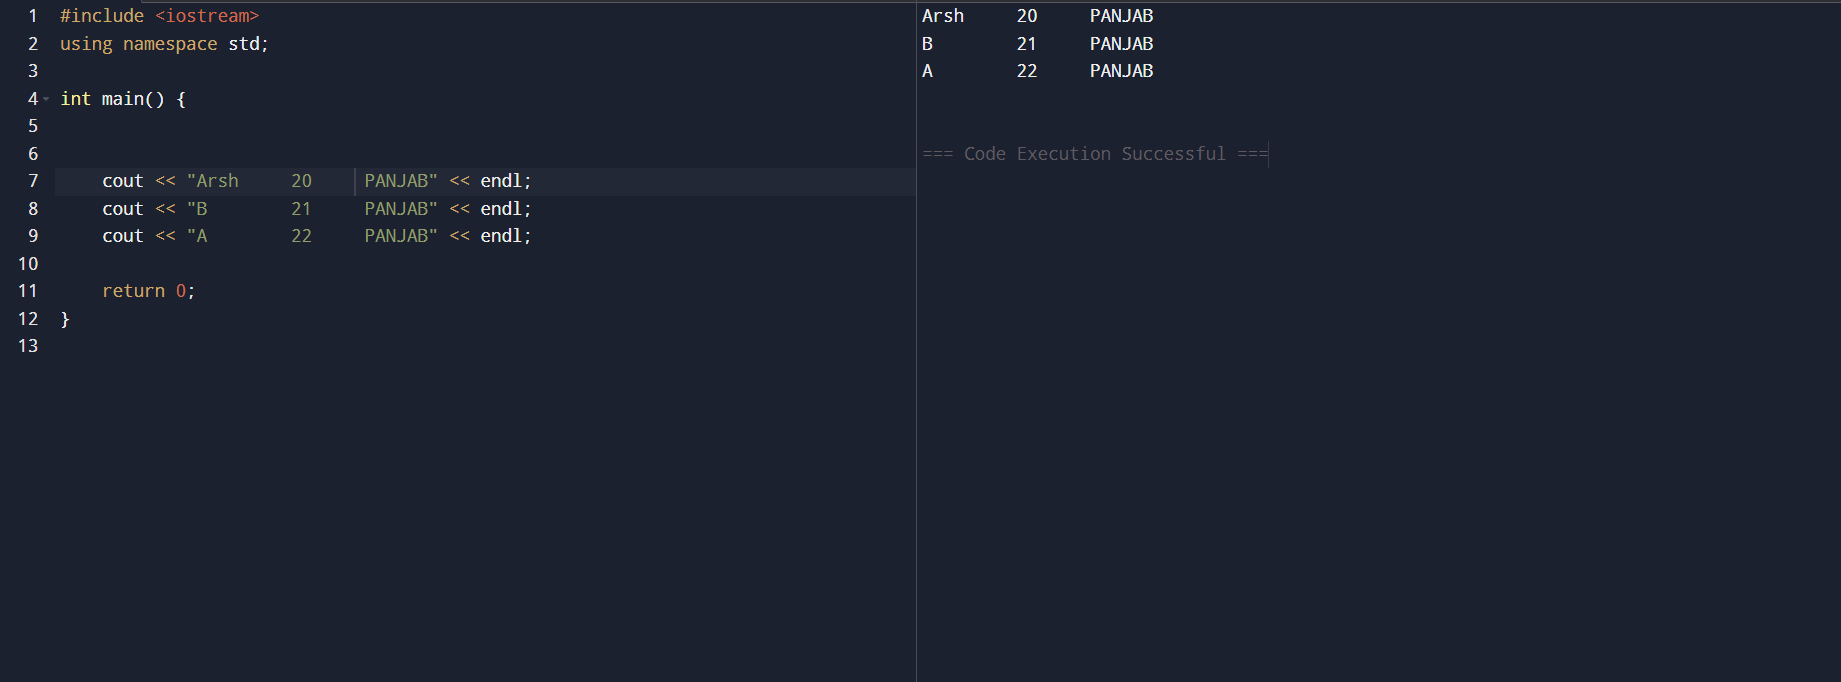 1 #include <iostream>
2 using namespace std;
3
4 int main() {
5
6
7     cout << "Arsh     20     PANJAB" << endl;
8     cout << "B        21     PANJAB" << endl;
9     cout << "A        22     PANJAB" << endl;
10
11     return 0;
12 }
13
Arsh     20     PANJAB
B        21     PANJAB
A        22     PANJAB
=== Code Execution Successful ===